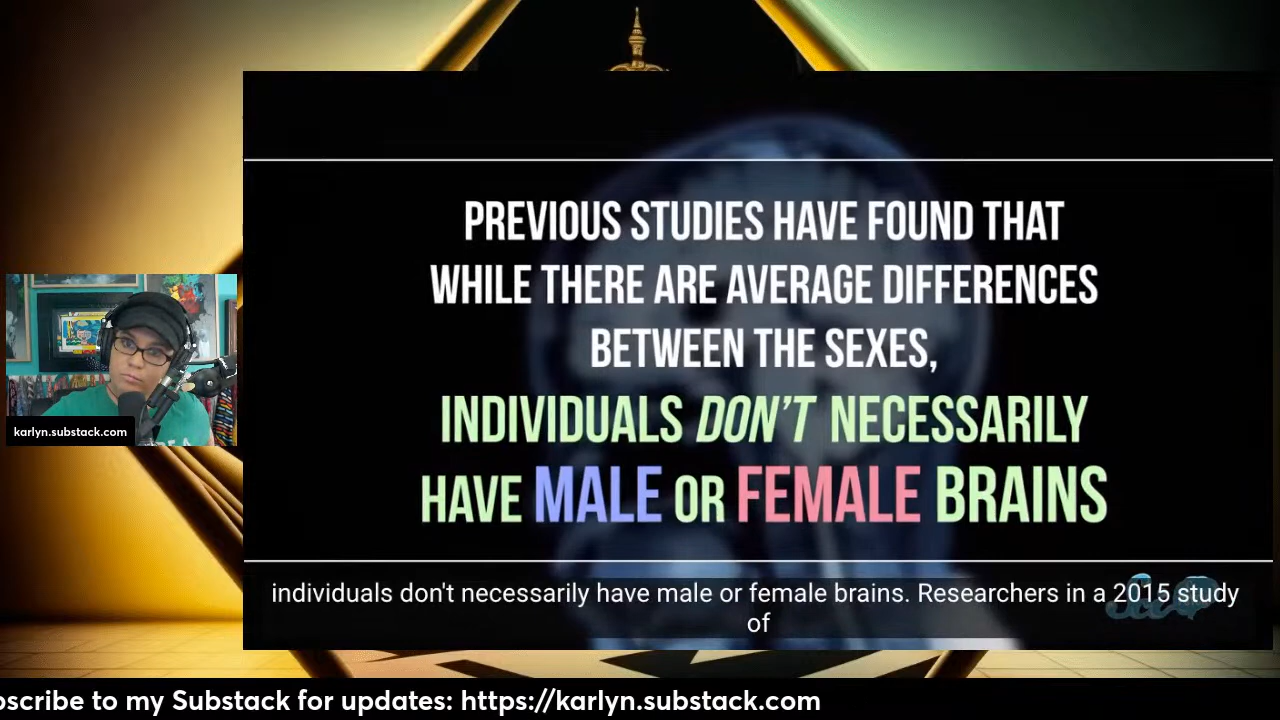 PREVIOUS STUDIES HAVE FOUND THAT
WHILE THERE ARE AVERAGE DIFFERENCES
BETWEEN THE SEXES,
INDIVIDUALS DON'T NECESSARILY
HAVE MALE OR FEMALE BRAINS
individuals don't necessarily have male or female brains. Researchers in a 2015 study
of
karlyn.substack.com
bscribe to my Substack for updates: https://karlyn.substack.com